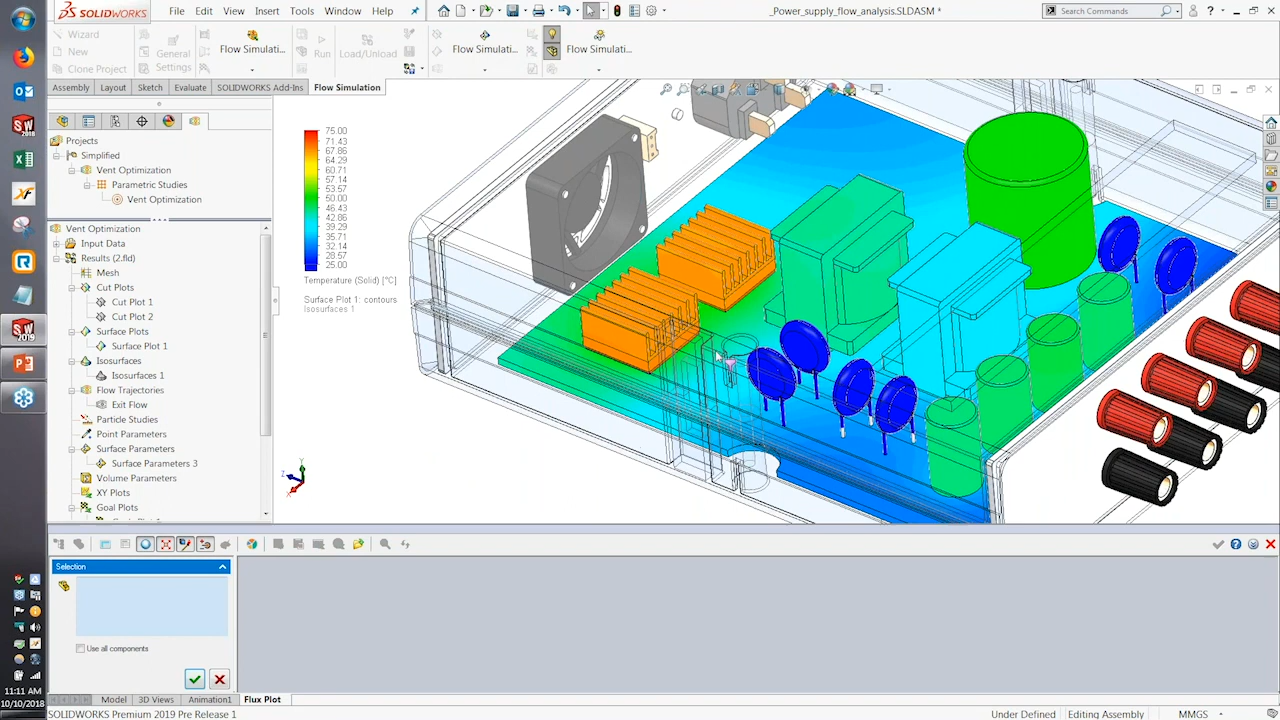 SOLIDWORKS
File Edit View Insert Tools Window Help
power_supply_flow_analysis.SLDASM *
Search Commands
Wizard
New
Clone Project
General Settings
Flow Simulati...
Run
Load/Unload
Flow Simulati...
Flow Simulati...
Assembly Layout Sketch Evaluate SOLIDWORKS Add-Ins Flow Simulation
Projects
Simplified
Vent Optimization
Parametric Studies
Vent Optimization
Vent Optimization
Input Data
Results (2.fld)
Mesh
Cut Plots
Cut Plot 1
Cut Plot 2
Surface Plots
Surface Plot 1
Isosurfaces
Isosurfaces 1
Flow Trajectories
Exit Flow
Particle Studies
Point Parameters
Surface Parameters
Surface Parameters 3
Volume Parameters
XY Plots
Goal Plots
75.00
71.43
67.86
64.29
60.71
57.14
53.57
50.00
46.43
42.86
39.29
35.71
32.14
28.57
25.00
Temperature (Solid) [°C]
Surface Plot 1: contours
Isosurfaces 1
Y
Z
X
Selection
Use all components
Model 3D Views Animation1 Flux Plot
SOLIDWORKS Premium 2019 Pre Release 1
Under Defined Editing Assembly MMGS
SW
2018
SW
2019
11:11 AM
10/10/2018